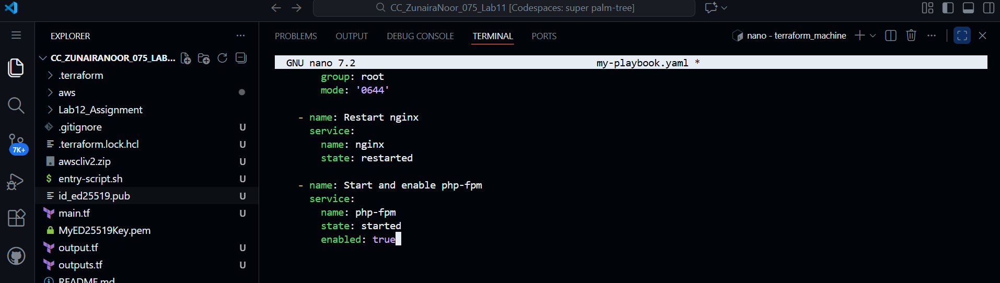 CC_ZunairaNoor_075_Lab11 [Codespaces: super palm-tree]
EXPLORER
CC_ZUNAIRANOOR_075_LAB...
.terraform
aws
Lab12_Assignment
.gitignore U
.terraform.lock.hcl U
awscliv2.zip U
entry-script.sh U
id_ed25519.pub U
main.tf U
MyED25519Key.pem
output.tf U
outputs.tf U
README.md
7K+
PROBLEMS OUTPUT DEBUG CONSOLE TERMINAL PORTS
nano - terraform_machine
GNU nano 7.2 my-playbook.yaml *
group: root
mode: '0644'
- name: Restart nginx
service:
name: nginx
state: restarted
- name: Start and enable php-fpm
service:
name: php-fpm
state: started
enabled: true